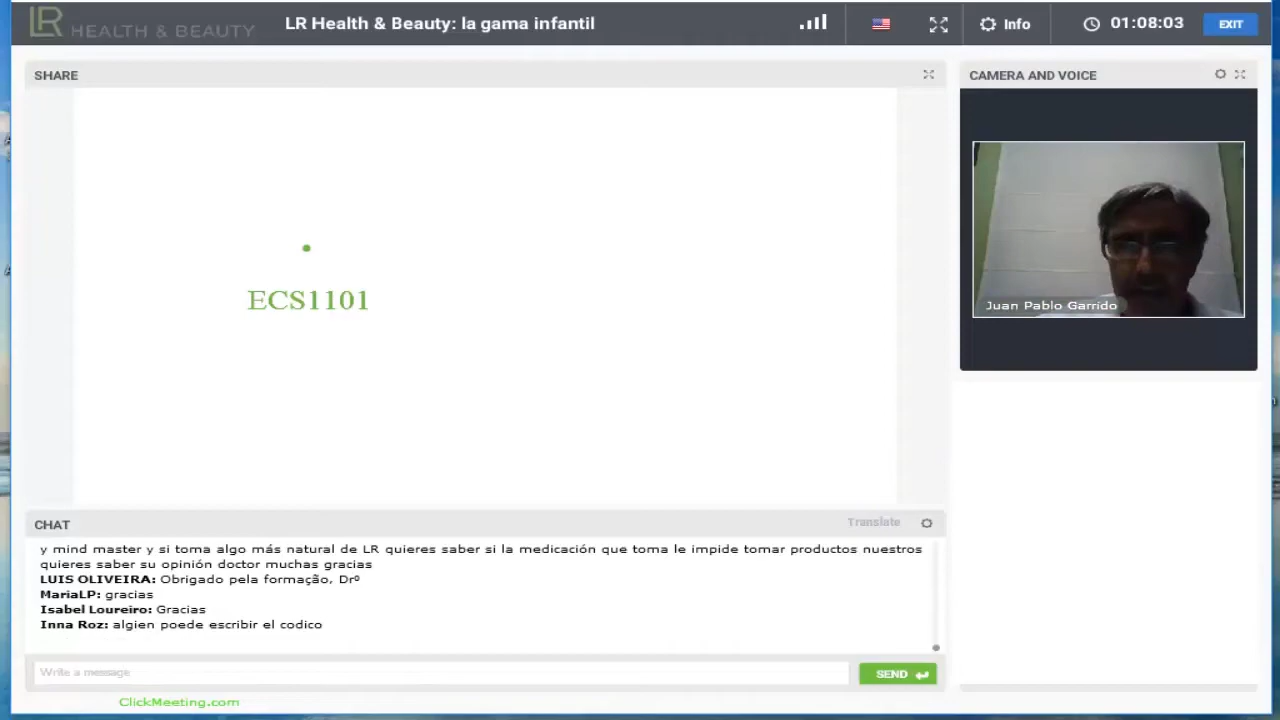 LR HEALTH & BEAUTY
LR Health & Beauty: la gama infantil
Info
01:08:03
EXIT
SHARE
CAMERA AND VOICE
ECS1101
Juan Pablo Garrido
CHAT
Translate
y mind master y si toma algo más natural de LR quieres saber si la medicación que toma le impide tomar productos nuestros
quieres saber su opinión doctor muchas gracias
LUIS OLIVEIRA: Obrigado pela formação, Drº
MariaLP: gracias
Isabel Loureiro: Gracias
Inna Roz: algien poede escribir el codico
Write a message
SEND
ClickMeeting.com